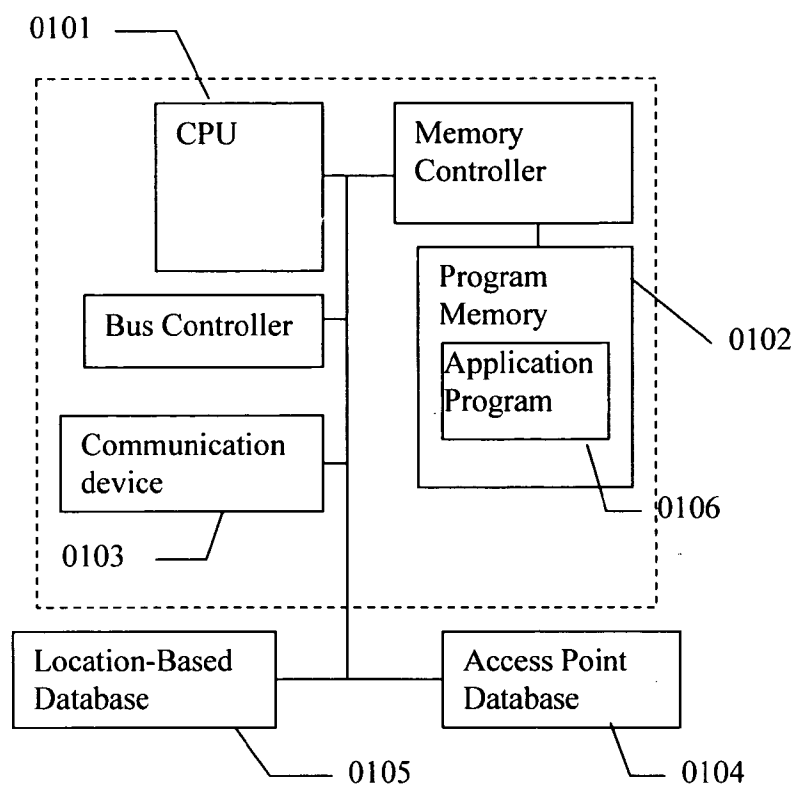 0101
CPU
Memory
Controller
Program
Memory
Bus Controller
0102
Application
Program
Communication
device
0106
0103
Location-Based
Database
Access Point
Database
0105
0104